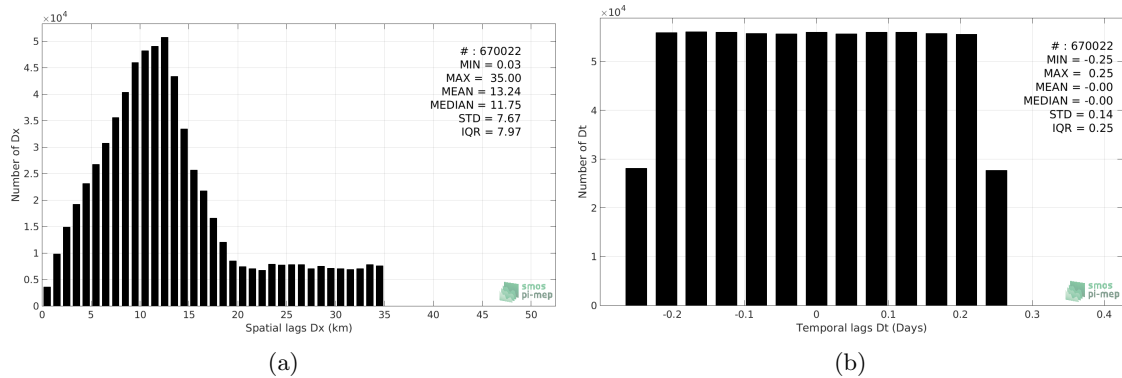 ×10⁴
5
4.5
4
3.5
3
2.5
2
1.5
1
0.5
0
Number of Dx
# : 670022
MIN = 0.03
MAX = 35.00
MEAN = 13.24
MEDIAN = 11.75
STD = 7.67
IQR = 7.97
smos
pi-mep
0 5 10 15 20 25 30 35 40 45 50
Spatial lags Dx (km)
(a)
×10⁴
5
4
3
2
1
0
Number of Dt
# : 670022
MIN = -0.25
MAX = 0.25
MEAN = -0.00
MEDIAN = -0.00
STD = 0.14
IQR = 0.25
smos
pi-mep
-0.2 -0.1 0 0.1 0.2 0.3 0.4
Temporal lags Dt (Days)
(b)